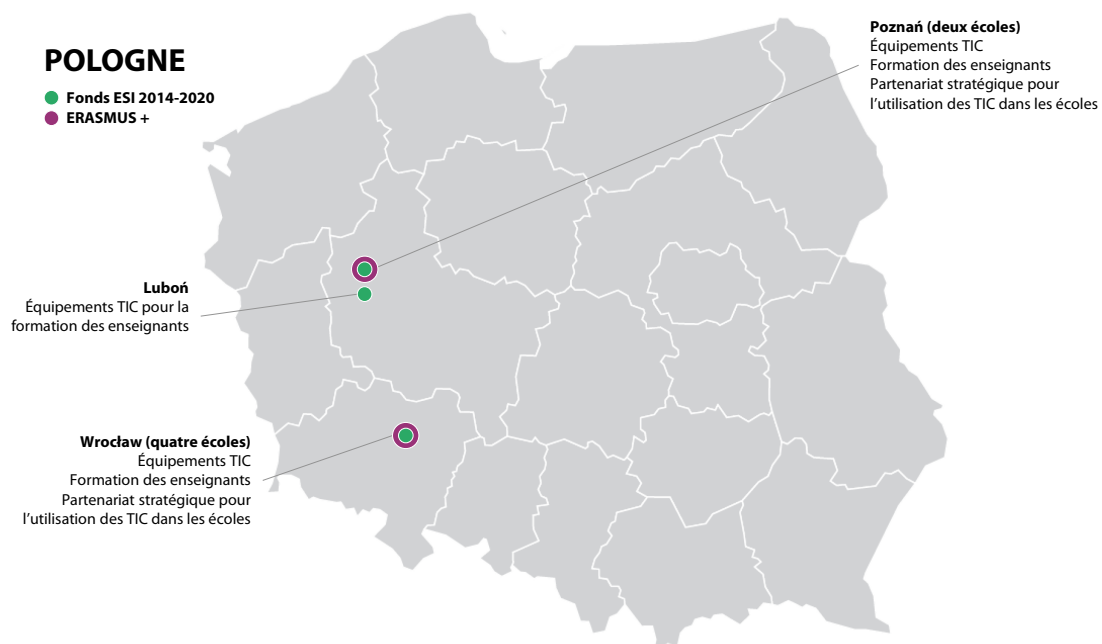 POLOGNE
Fonds ESI 2014-2020
ERASMUS +
Poznań (deux écoles)
Équipements TIC
Formation des enseignants
Partenariat stratégique pour
l’utilisation des TIC dans les écoles
Luboń
Équipements TIC pour la
formation des enseignants
Wrocław (quatre écoles)
Équipements TIC
Formation des enseignants
Partenariat stratégique pour
l’utilisation des TIC dans les écoles